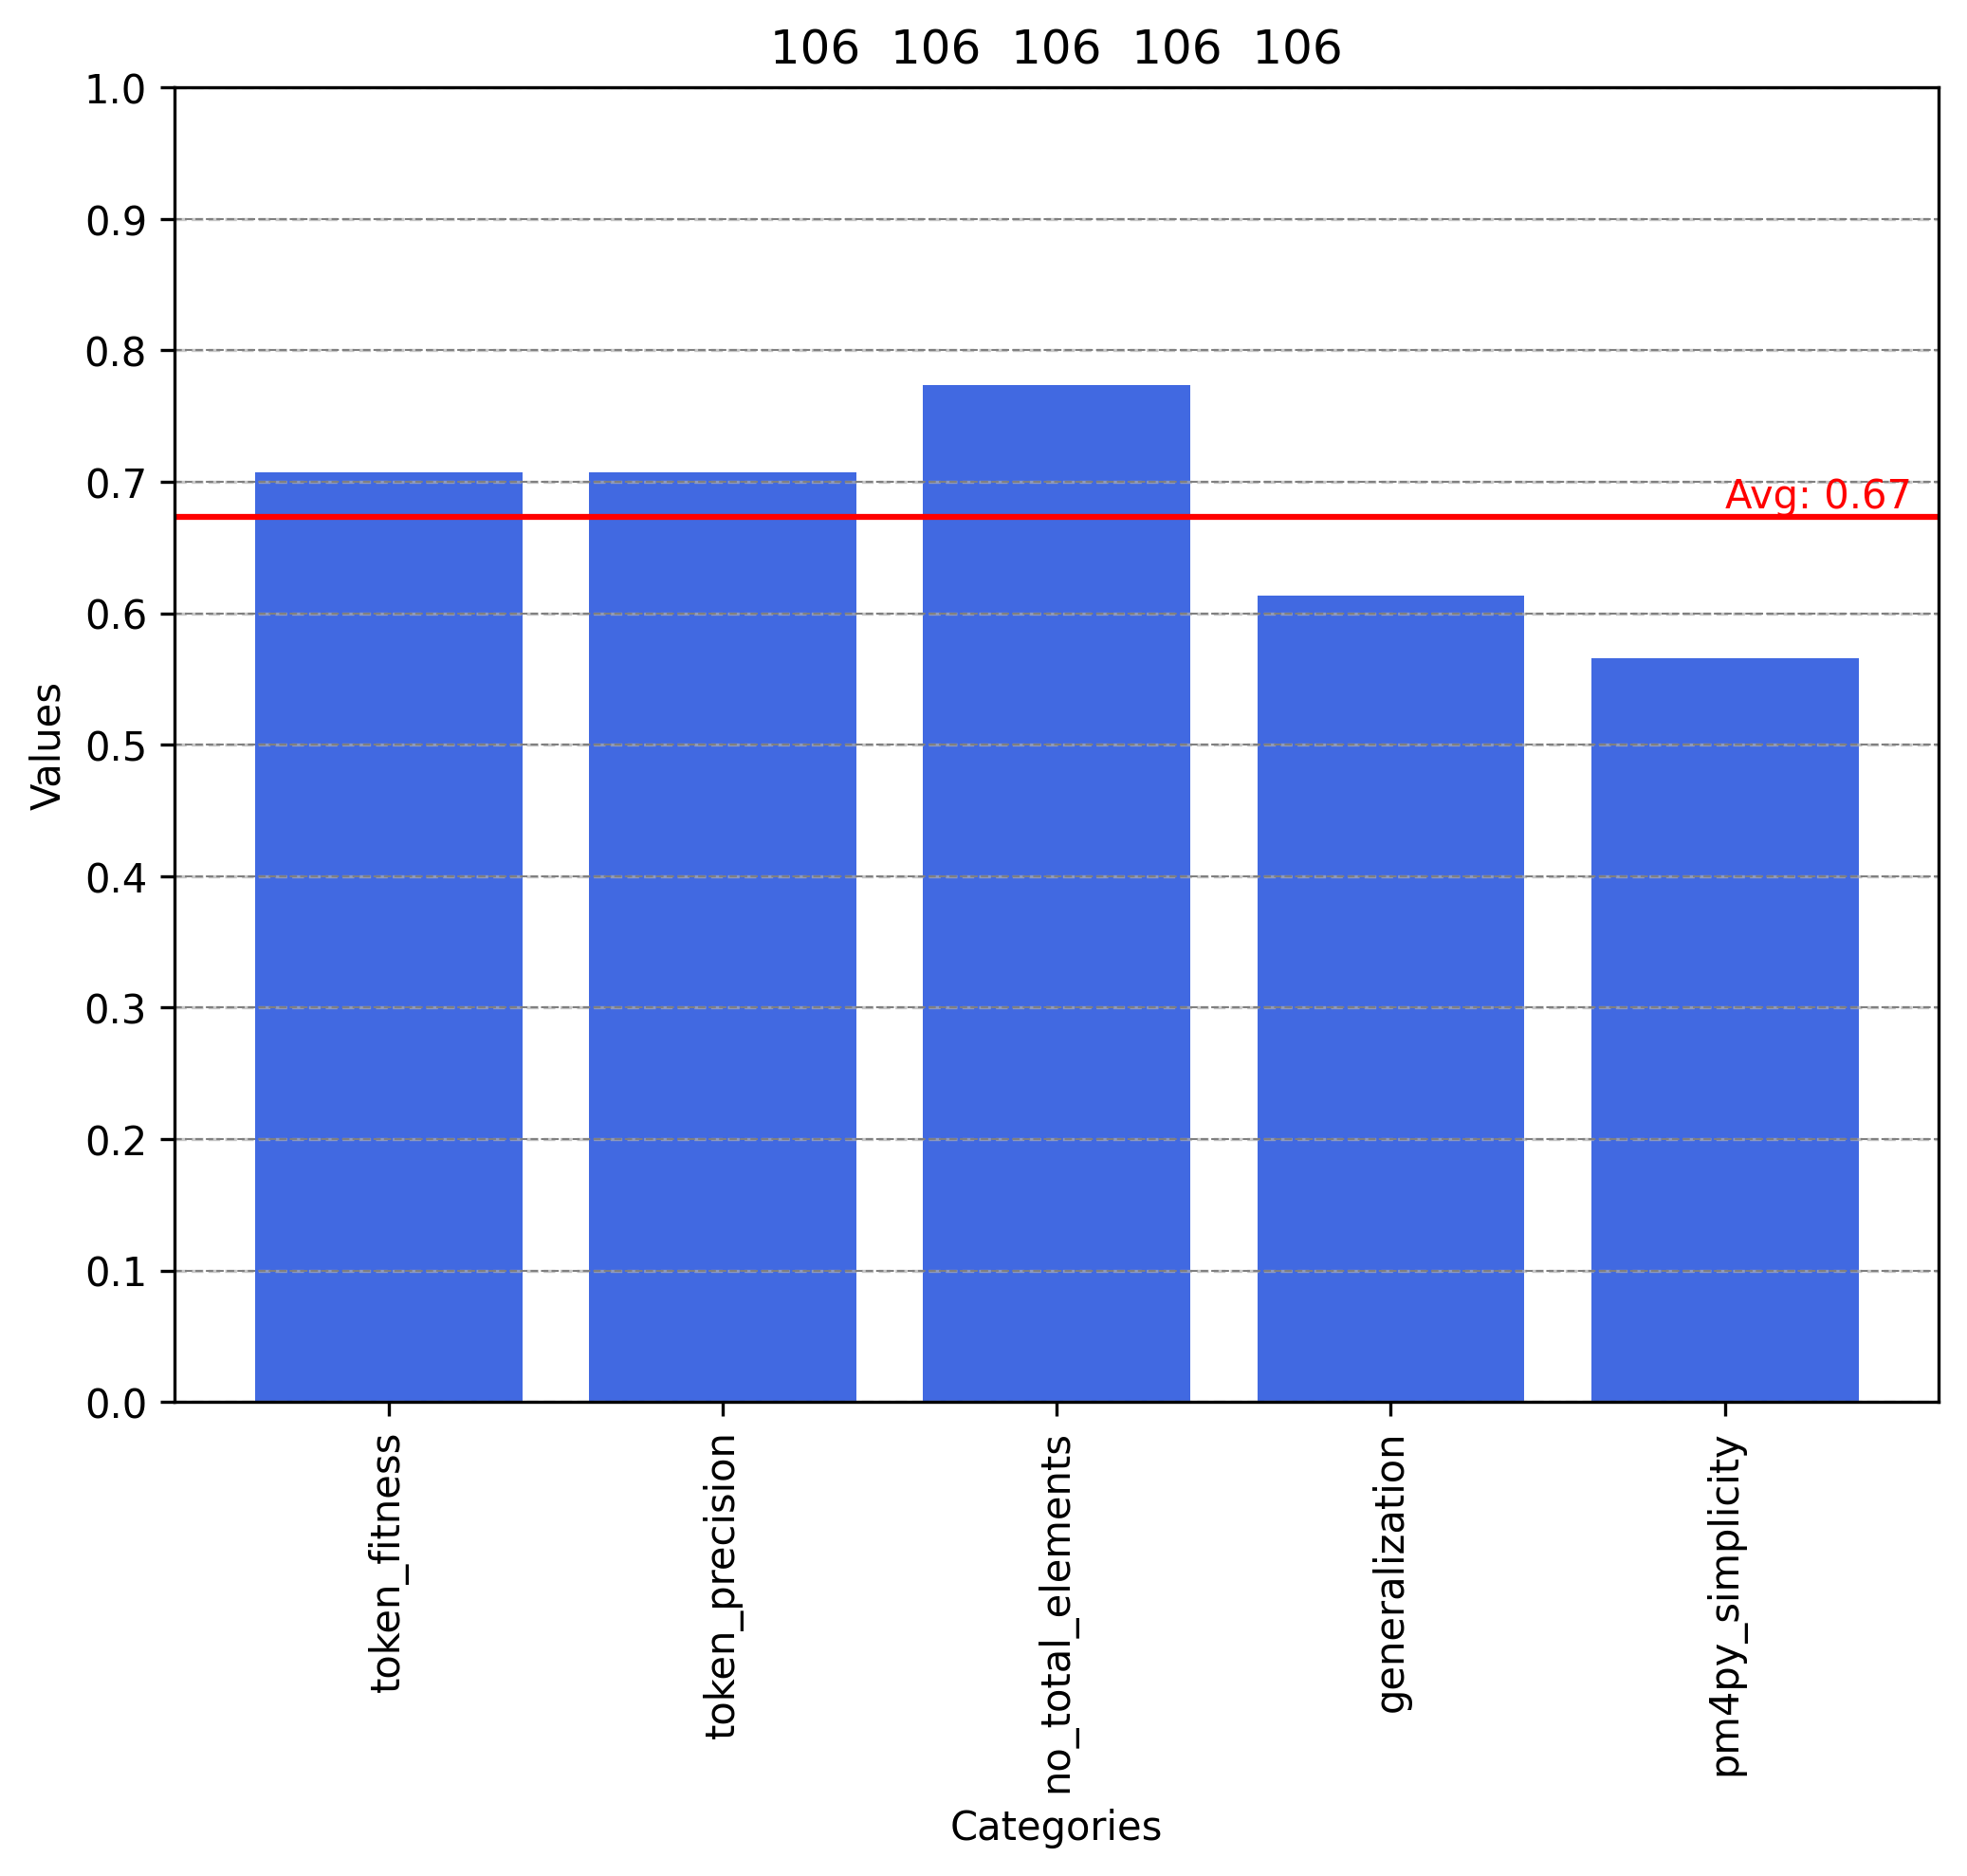 106 106 106 106 106
1.0
0.9
0.8
0.7
0.6
0.5
0.4
0.3
0.2
0.1
0.0
Values
Avg: 0.67
token_fitness
token_precision
no_total_elements
generalization
pm4py_simplicity
Categories